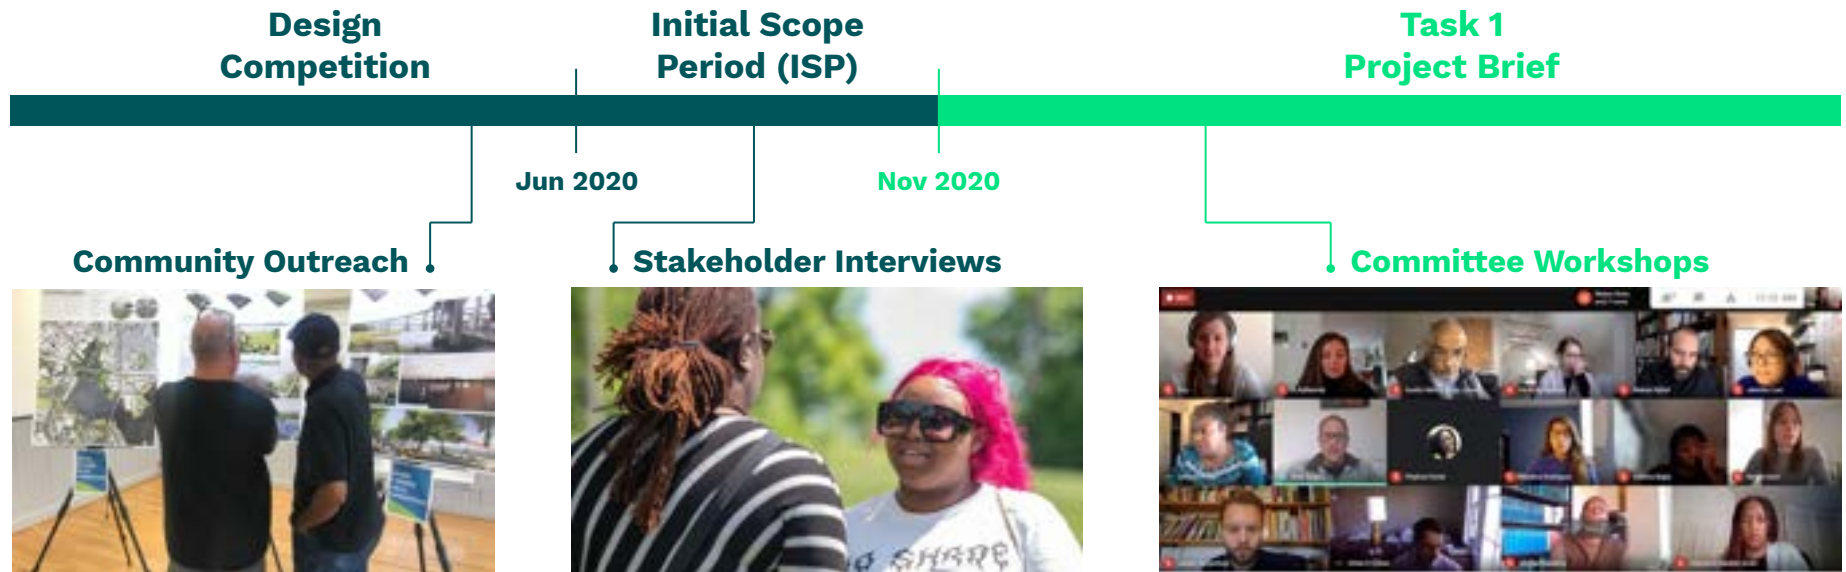 Design
Competition
Initial Scope
Period (ISP)
Task 1
Project Brief
Jun 2020
Nov 2020
Community Outreach
Stakeholder Interviews
Committee Workshops
SHADE